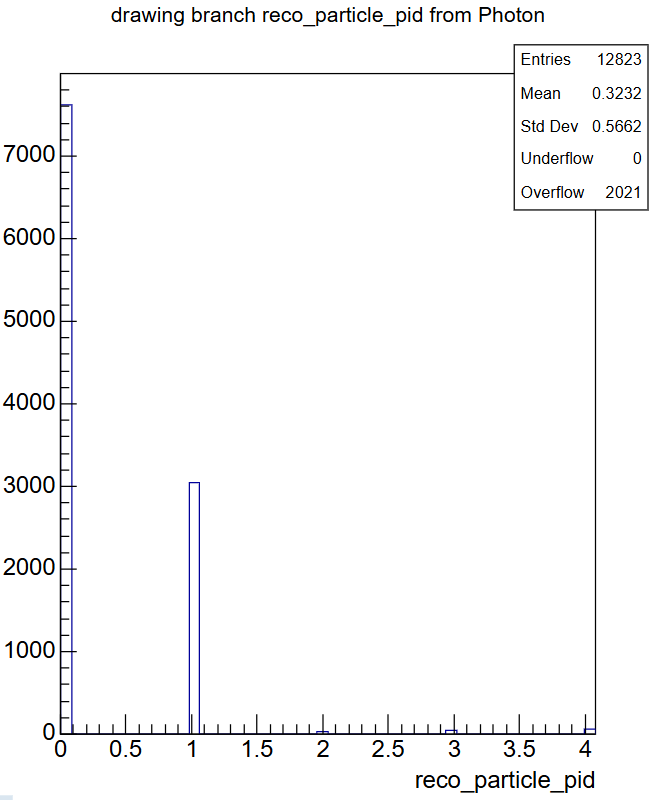 drawing branch reco_particle_pid from Photon
Entries 12823
Mean 0.3232
Std Dev 0.5662
Underflow 0
Overflow 2021
7000
6000
5000
4000
3000
2000
1000
0
0 0.5 1 1.5 2 2.5 3 3.5 4
reco_particle_pid